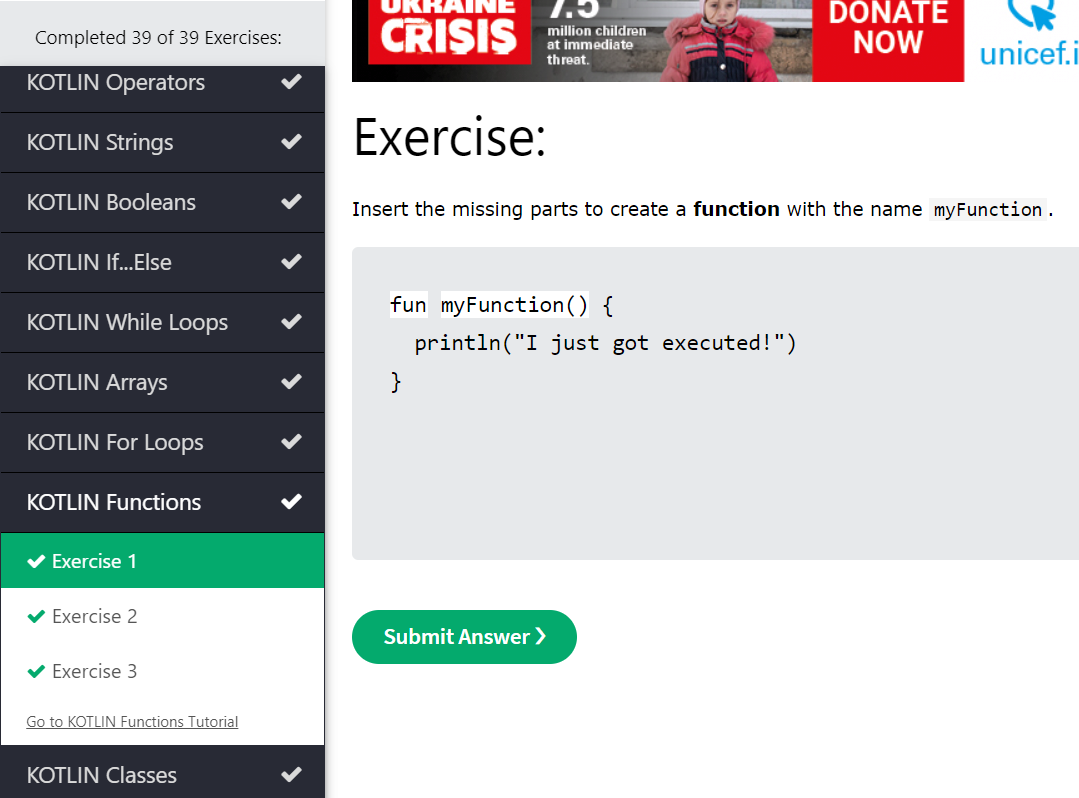 Completed 39 of 39 Exercises:
KOTLIN Operators
KOTLIN Strings
KOTLIN Booleans
KOTLIN If...Else
KOTLIN While Loops
KOTLIN Arrays
KOTLIN For Loops
KOTLIN Functions
Exercise 1
Exercise 2
Exercise 3
Go to KOTLIN Functions Tutorial
KOTLIN Classes
UKRAINE
CRISIS
7.5
million children
at immediate
threat.
DONATE
NOW
unicef.i
Exercise:
Insert the missing parts to create a function with the name myFunction.
fun myFunction() {
println("I just got executed!")
}
Submit Answer ❯